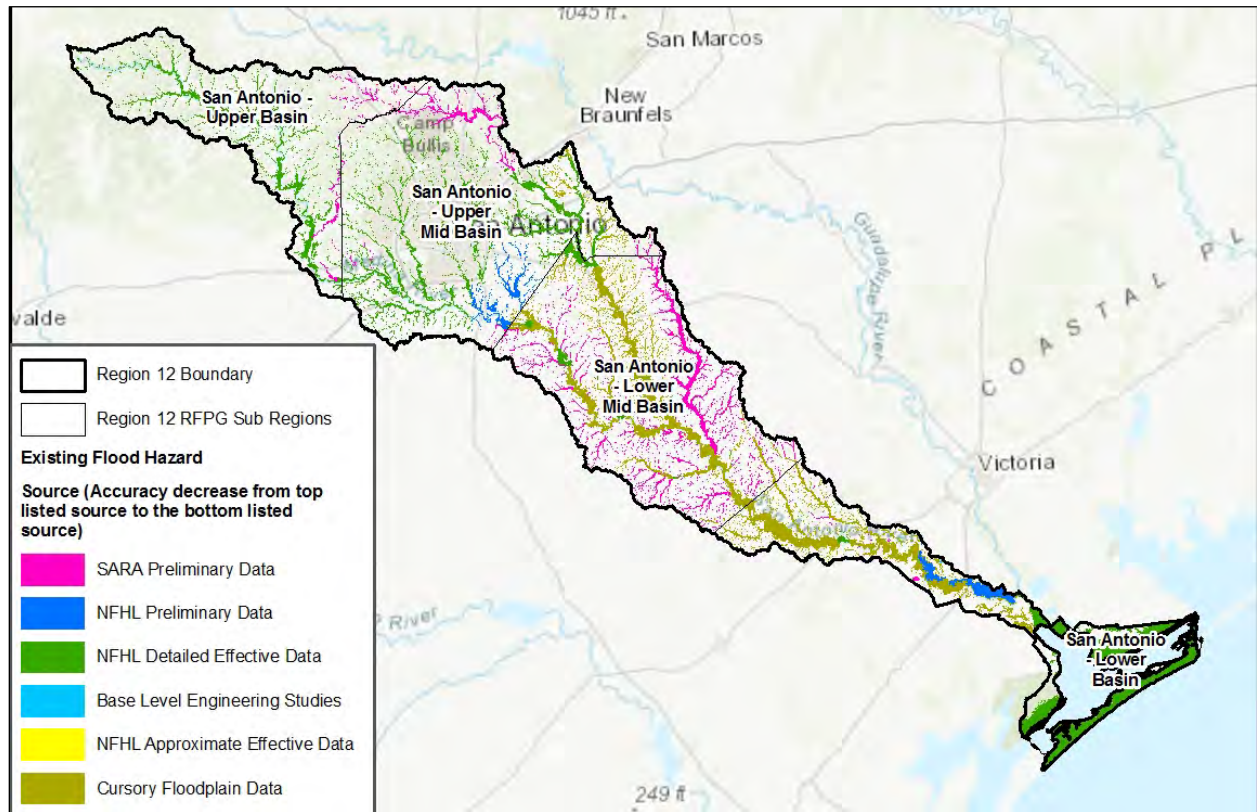 1045 ft
San Marcos
New
Braunfels
San Antonio -
Upper Basin
Camp
Bullis
San Antonio
- Upper
Mid Basin
Antonio
Guadalupe River
COASTAL PL
valde
San Antonio
- Lower
Mid Basin
Victoria
San Antonio
- Lower
Basin
River
249 ft
Region 12 Boundary
Region 12 RFPG Sub Regions
Existing Flood Hazard
Source (Accuracy decrease from top
listed source to the bottom listed
source)
SARA Preliminary Data
NFHL Preliminary Data
NFHL Detailed Effective Data
Base Level Engineering Studies
NFHL Approximate Effective Data
Cursory Floodplain Data